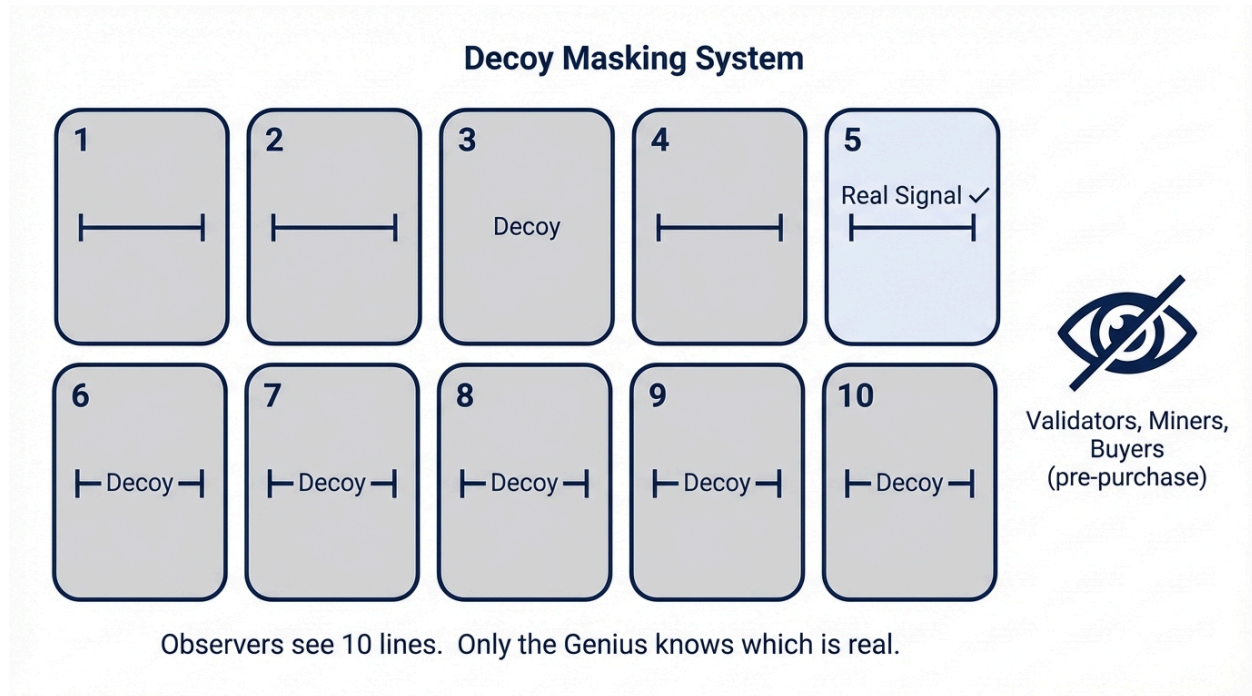 Decoy Masking System
1
2
3
4
5
Real Signal ✓
Decoy
6
7
8
9
10
Decoy
Decoy
Decoy
Decoy
Decoy
Validators, Miners,
Buyers
(pre-purchase)
Observers see 10 lines. Only the Genius knows which is real.